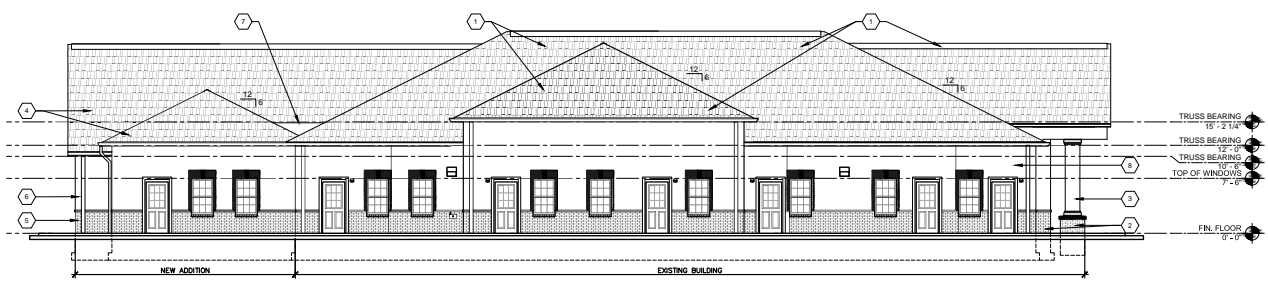 7
1
1
12
6
12
6
12
6
4
TRUSS BEARING
15' - 2 1/4"
TRUSS BEARING
12' - 0"
TRUSS BEARING
10' - 6"
TOP OF WINDOWS
7' - 6"
8
6
3
5
2
FIN. FLOOR
0' - 0"
NEW ADDITION
EXISTING BUILDING